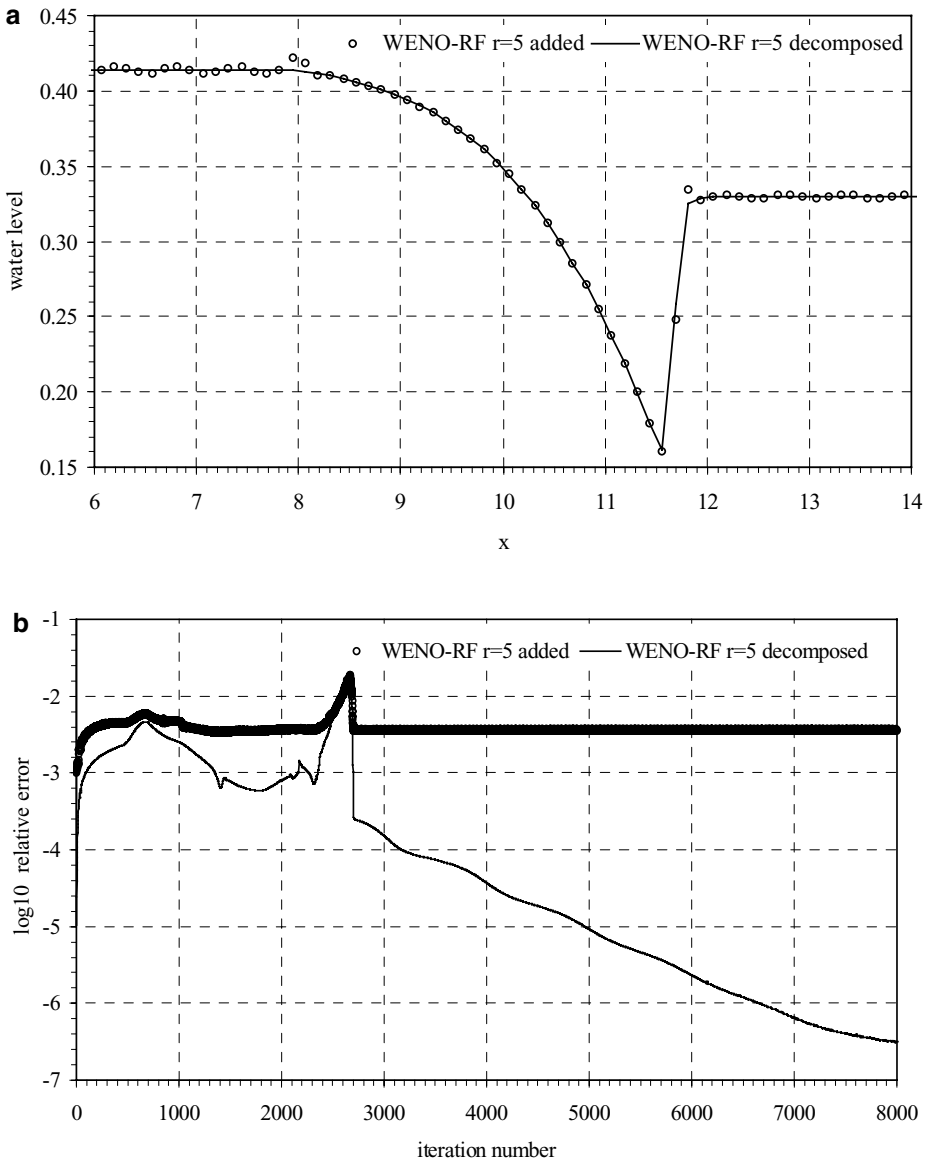 a
0.45
WENO-RF r=5 added
WENO-RF r=5 decomposed
0.40
0.35
water level
0.30
0.25
0.20
0.15
6 7 8 9 10 11 12 13 14
x
b
-1
WENO-RF r=5 added
WENO-RF r=5 decomposed
-2
-3
log10 relative error
-4
-5
-6
-7
0 1000 2000 3000 4000 5000 6000 7000 8000
iteration number